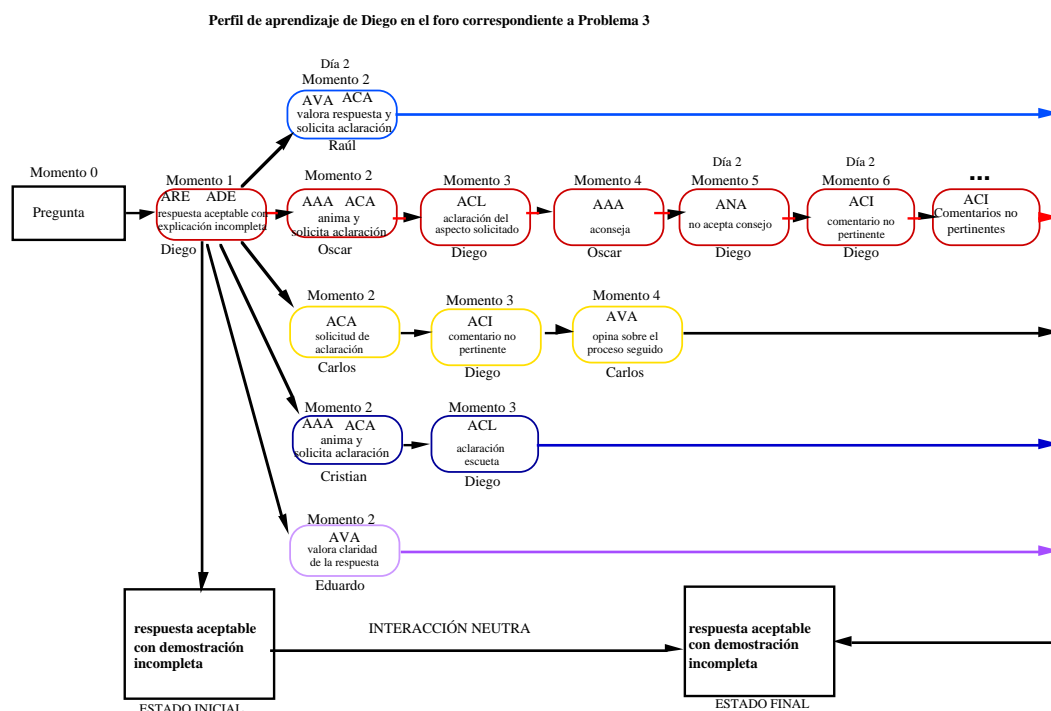 Perfil de aprendizaje de Diego en el foro correspondiente a Problema 3
Día 2
Momento 2
AVA ACA
valora respuesta y
solicita aclaración
Raúl
Momento 0
Pregunta
Momento 1
ARE ADE
respuesta aceptable con
explicación incompleta
Diego
Momento 2
AAA ACA
anima y
solicita aclaración
Oscar
Momento 3
ACL
aclaración del
aspecto solicitado
Diego
Momento 4
AAA
aconseja
Oscar
Día 2
Momento 5
ANA
no acepta consejo
Diego
Día 2
Momento 6
ACI
comentario no
pertinente
Diego
...
ACI
Comentarios no
pertinentes
Momento 2
ACA
solicitud de
aclaración
Carlos
Momento 3
ACI
comentario no
pertinente
Diego
Momento 4
AVA
opina sobre el
proceso seguido
Carlos
Momento 2
AAA ACA
anima y
solicita aclaración
Cristian
Momento 3
ACL
aclaración
escueta
Diego
Momento 2
AVA
valora claridad
de la respuesta
Eduardo
respuesta aceptable
con demostración
incompleta
ESTADO INICIAL
INTERACCIÓN NEUTRA
respuesta aceptable
con demostración
incompleta
ESTADO FINAL